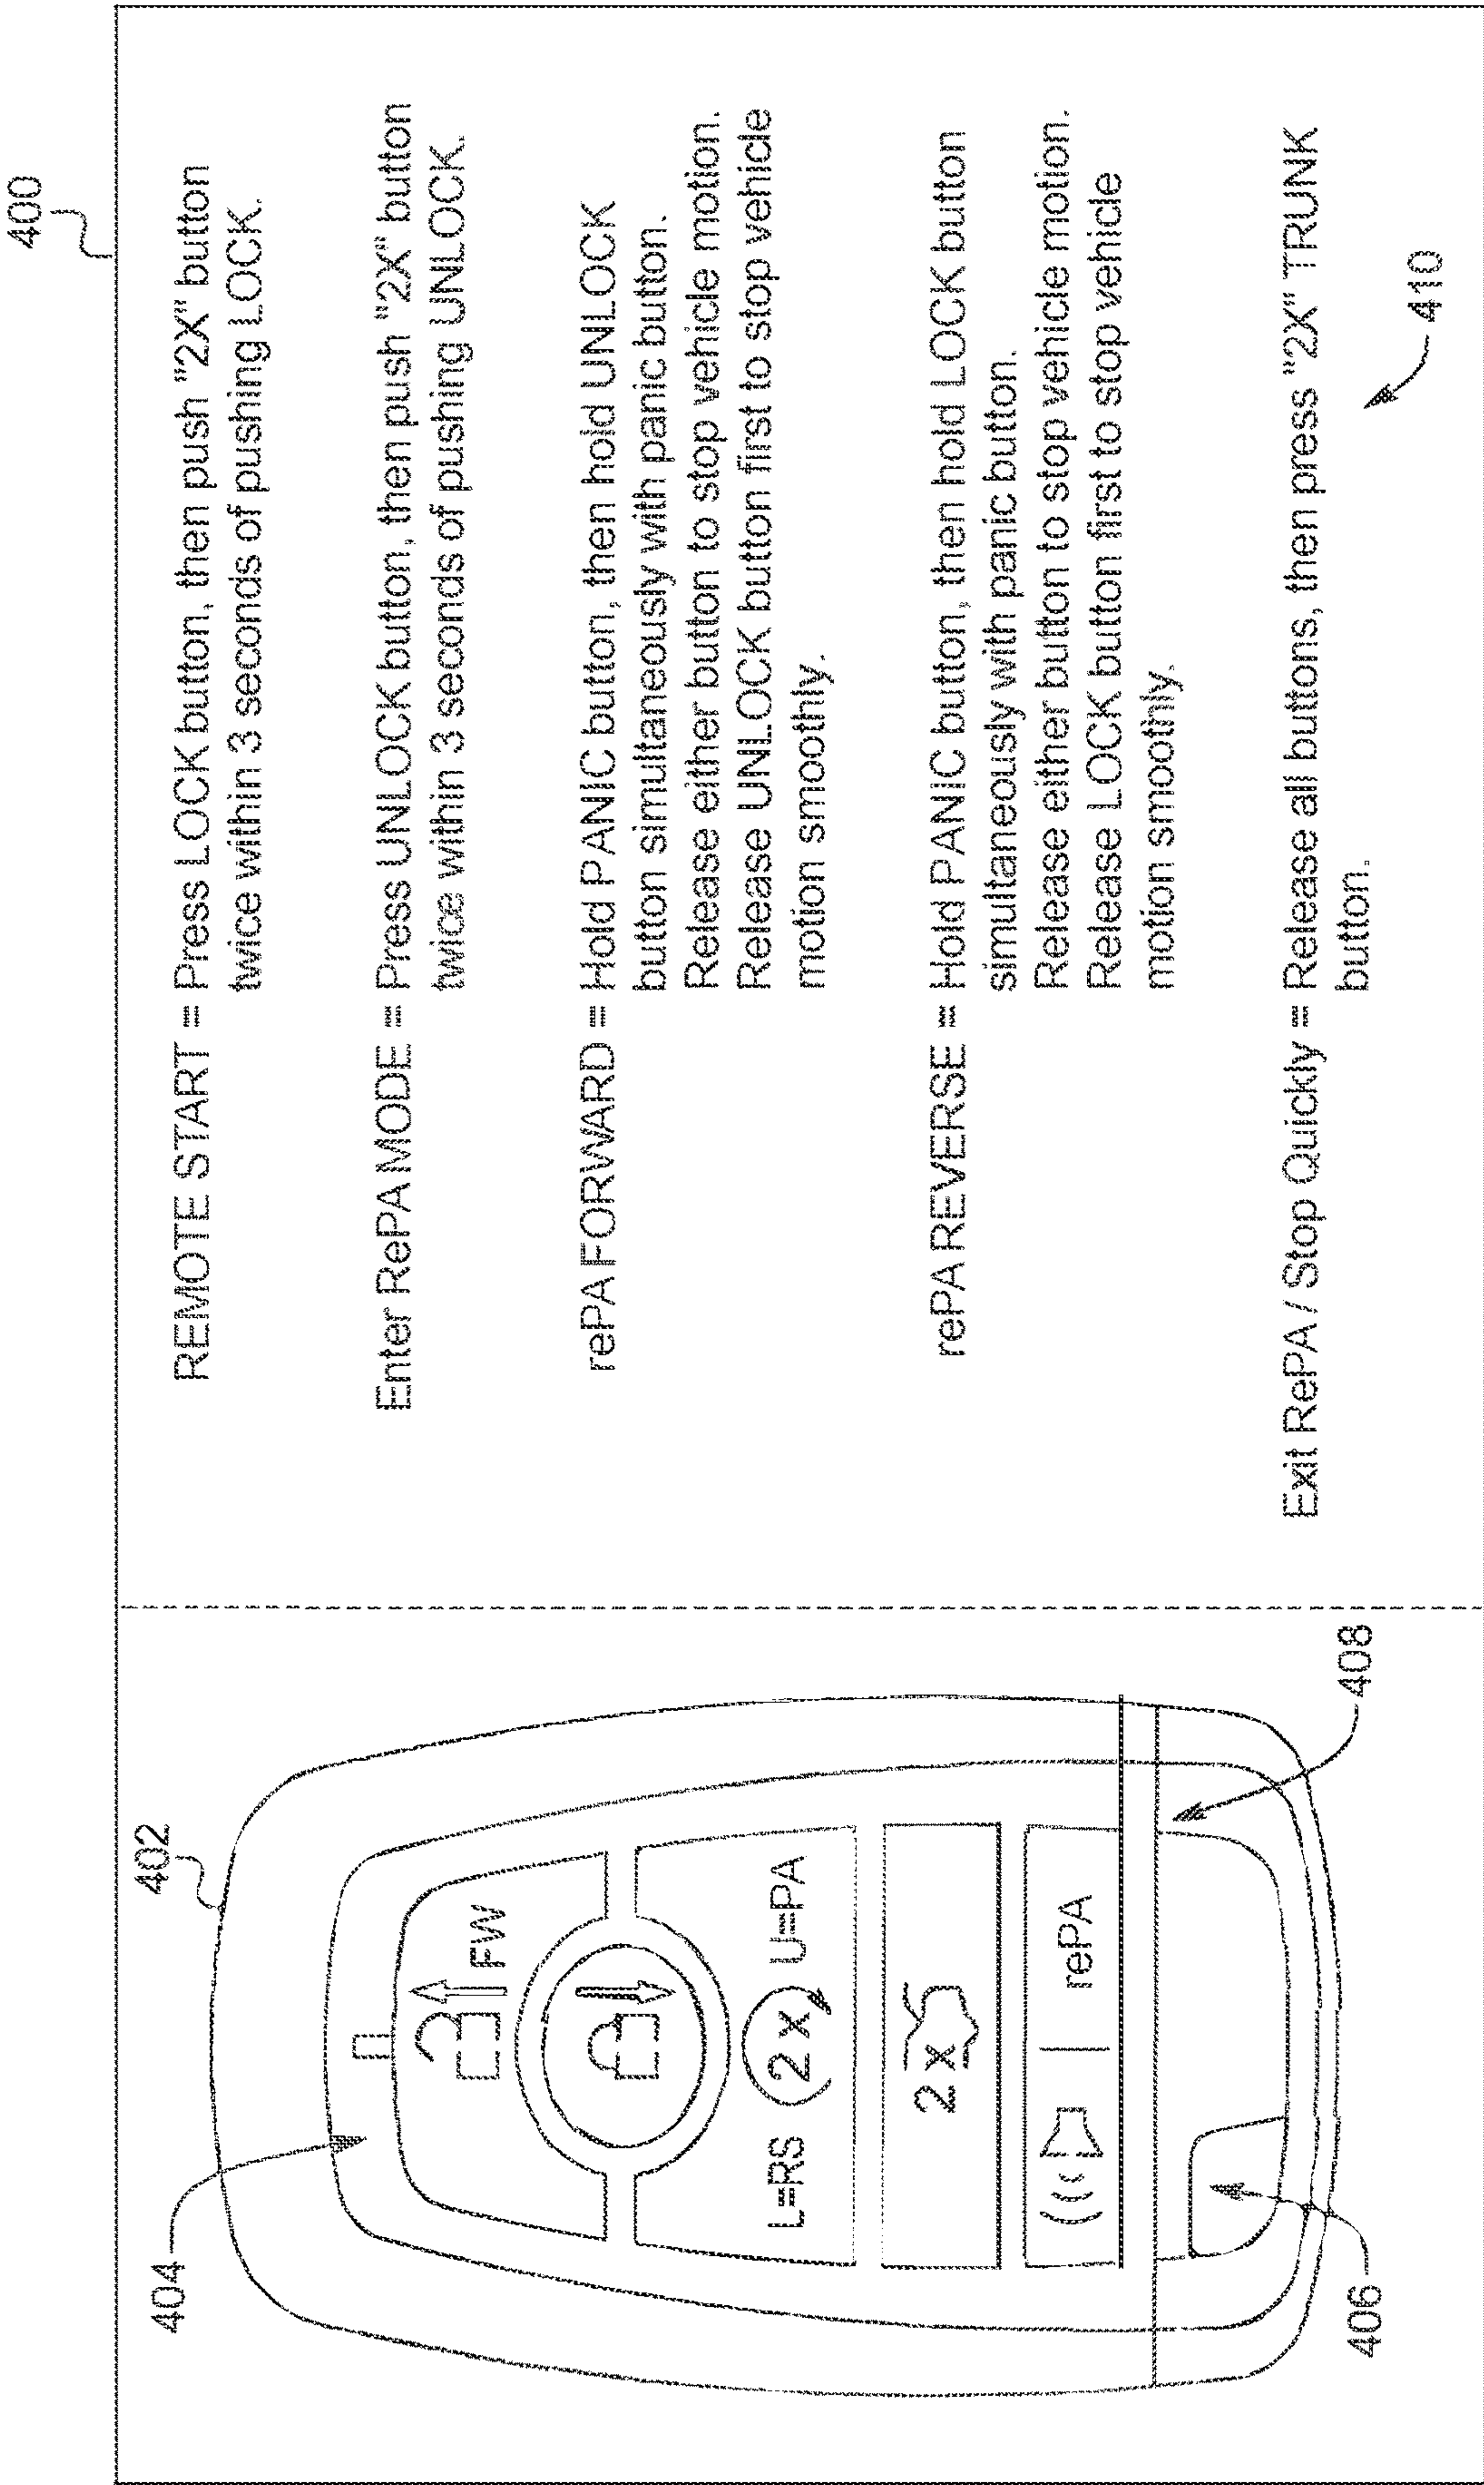 400
402
404
FW
L=RS 2 x U=PA
2 x
rePA
406
408
REMOTE START = Press LOCK button, then push "2X" button
twice within 3 seconds of pushing LOCK.
Enter RePA MODE = Press UNLOCK button, then push "2X" button
twice within 3 seconds of pushing UNLOCK.
rePA FORWARD = Hold PANIC button, then hold UNLOCK
button simultaneously with panic button.
Release either button to stop vehicle motion.
Release UNLOCK button first to stop vehicle
motion smoothly.
rePA REVERSE = Hold PANIC button, then hold LOCK button
simultaneously with panic button.
Release either button to stop vehicle motion.
Release LOCK button first to stop vehicle
motion smoothly.
Exit RePA / Stop Quickly = Release all buttons, then press "2X" TRUNK
button.
410